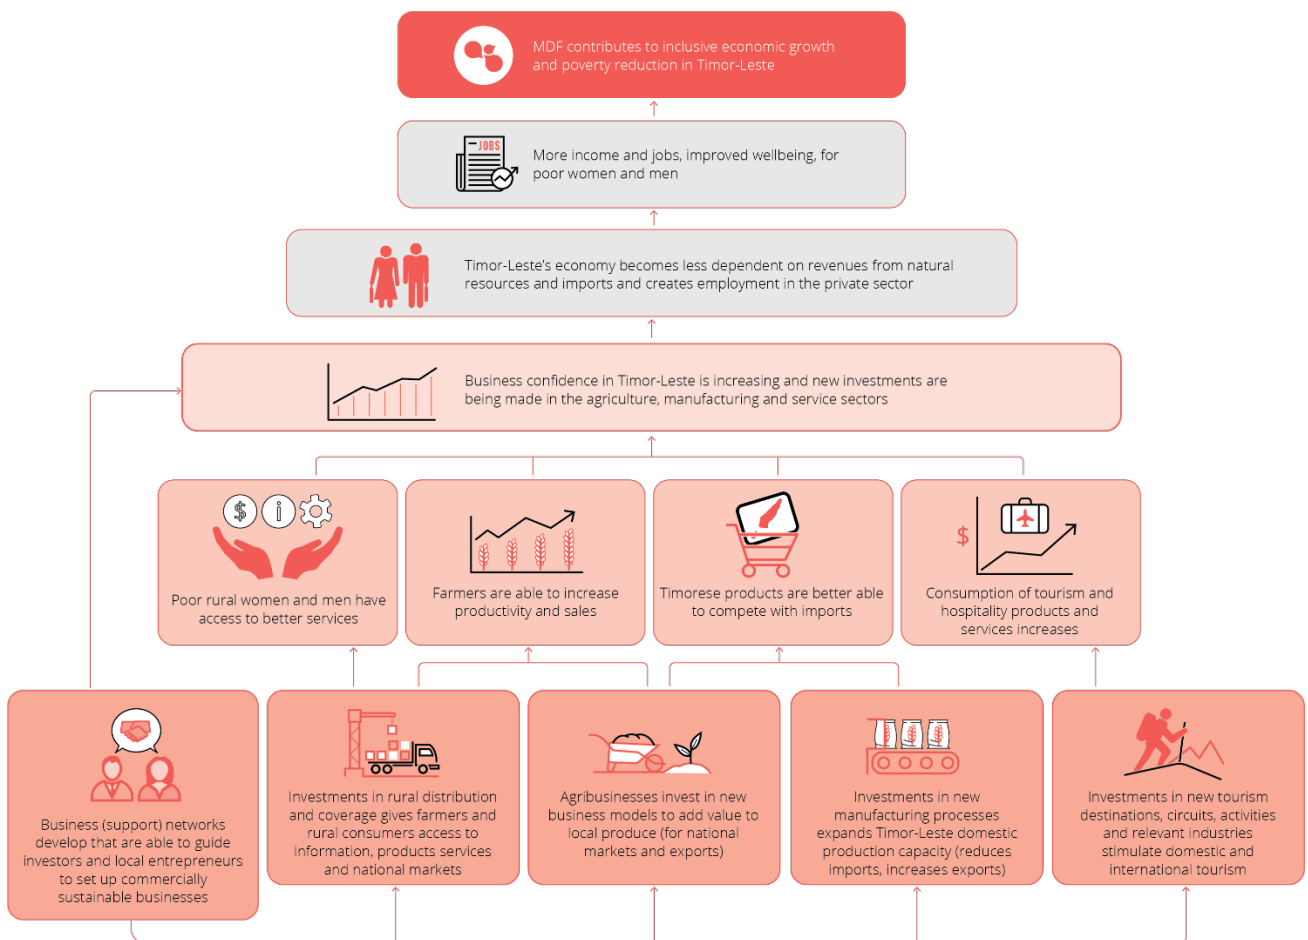 MDF contributes to inclusive economic growth
and poverty reduction in Timor-Leste
JOBS
More income and jobs, improved wellbeing, for
poor women and men
Timor-Leste's economy becomes less dependent on revenues from natural
resources and imports and creates employment in the private sector
Business confidence in Timor-Leste is increasing and new investments are
being made in the agriculture, manufacturing and service sectors
$ i
Poor rural women and men have
access to better services
Farmers are able to increase
productivity and sales
Timorese products are better able
to compete with imports
$
Consumption of tourism and
hospitality products and
services increases
Business (support) networks
develop that are able to guide
investors and local entrepreneurs
to set up commercially
sustainable businesses
Investments in rural distribution
and coverage gives farmers and
rural consumers access to
information, products services
and national markets
Agribusinesses invest in new
business models to add value to
local produce (for national
markets and exports)
Investments in new
manufacturing processes
expands Timor-Leste domestic
production capacity (reduces
imports, increases exports)
Investments in new tourism
destinations, circuits, activities
and relevant industries
stimulate domestic and
international tourism